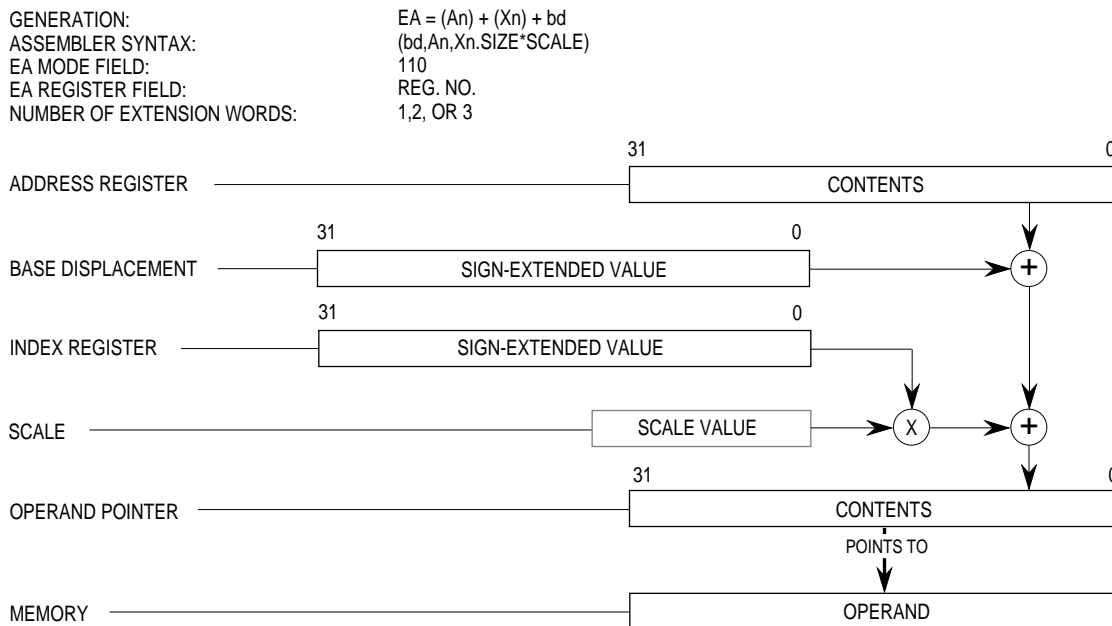 GENERATION: EA = (An) + (Xn) + bd
ASSEMBLER SYNTAX: (bd,An,Xn.SIZE*SCALE)
EA MODE FIELD: 110
EA REGISTER FIELD: REG. NO.
NUMBER OF EXTENSION WORDS: 1,2, OR 3
31 0
ADDRESS REGISTER CONTENTS
31 0
BASE DISPLACEMENT SIGN-EXTENDED VALUE +
31 0
INDEX REGISTER SIGN-EXTENDED VALUE
SCALE SCALE VALUE X +
31 0
OPERAND POINTER CONTENTS
POINTS TO
MEMORY OPERAND